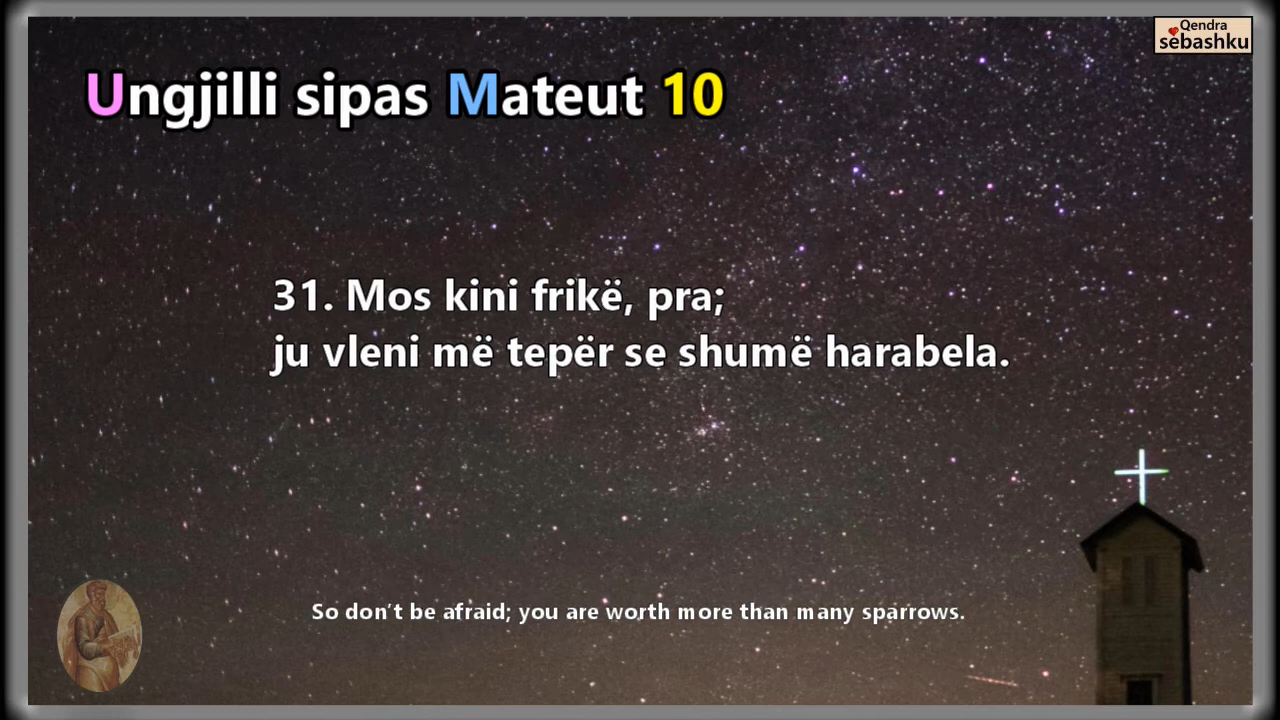 Qendra
sëbashku
Ungjilli sipas Mateut 10
31. Mos kini frikë, pra;
ju vleni më tepër se shumë harabela.
So don't be afraid; you are worth more than many sparrows.